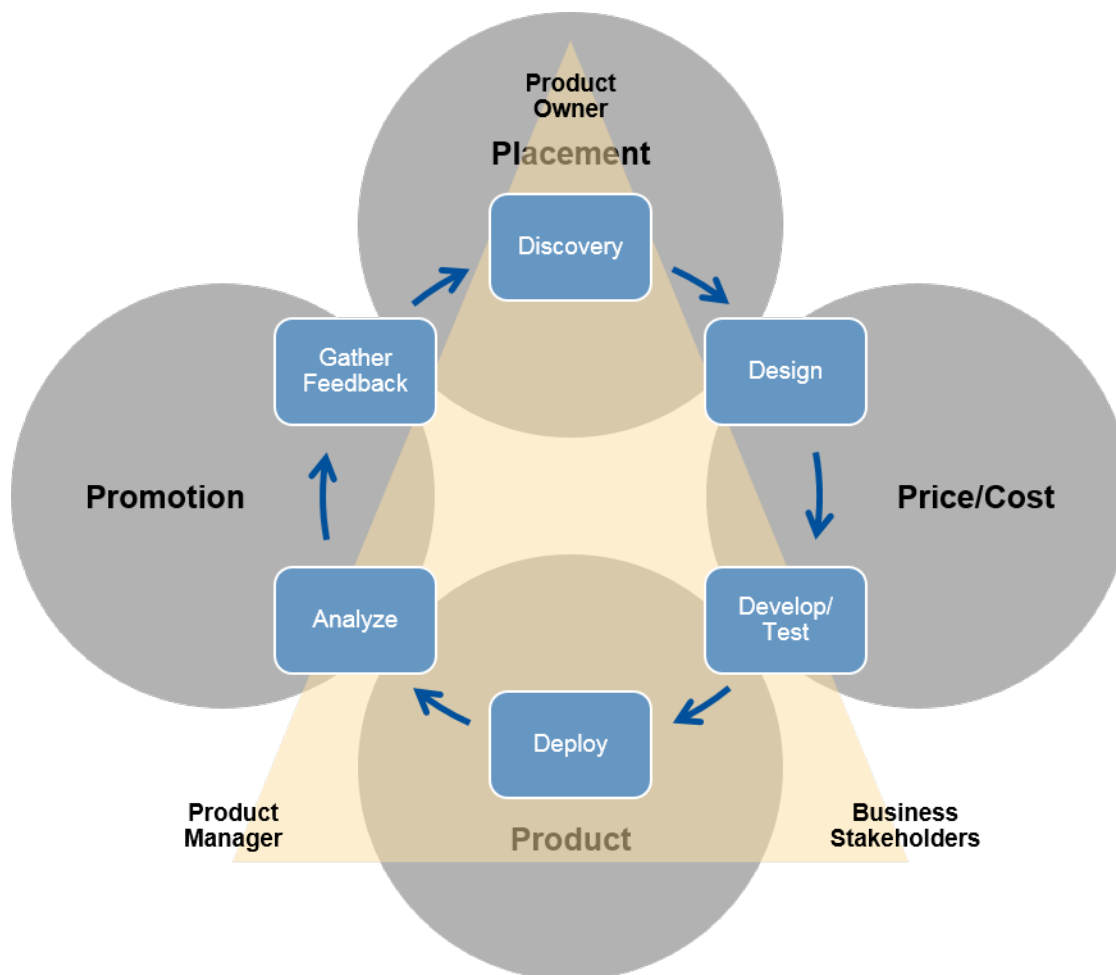 Product
Owner
Placement
Discovery
Gather
Feedback
Design
Promotion
Price/Cost
Analyze
Develop/
Test
Deploy
Product
Manager
Product
Business
Stakeholders